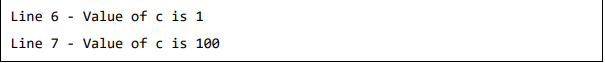 Line 6 - Value of c is 1
Line 7 - Value of c is 100